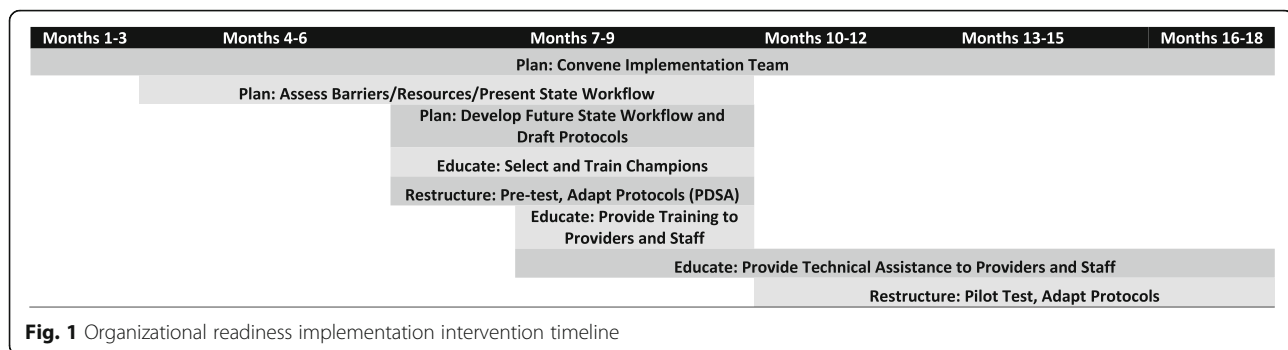 Months 1-3 Months 4-6 Months 7-9 Months 10-12 Months 13-15 Months 16-18
Plan: Convene Implementation Team
Plan: Assess Barriers/Resources/Present State Workflow
Plan: Develop Future State Workflow and
Draft Protocols
Educate: Select and Train Champions
Restructure: Pre-test, Adapt Protocols (PDSA)
Educate: Provide Training to
Providers and Staff
Educate: Provide Technical Assistance to Providers and Staff
Restructure: Pilot Test, Adapt Protocols
Fig. 1 Organizational readiness implementation intervention timeline